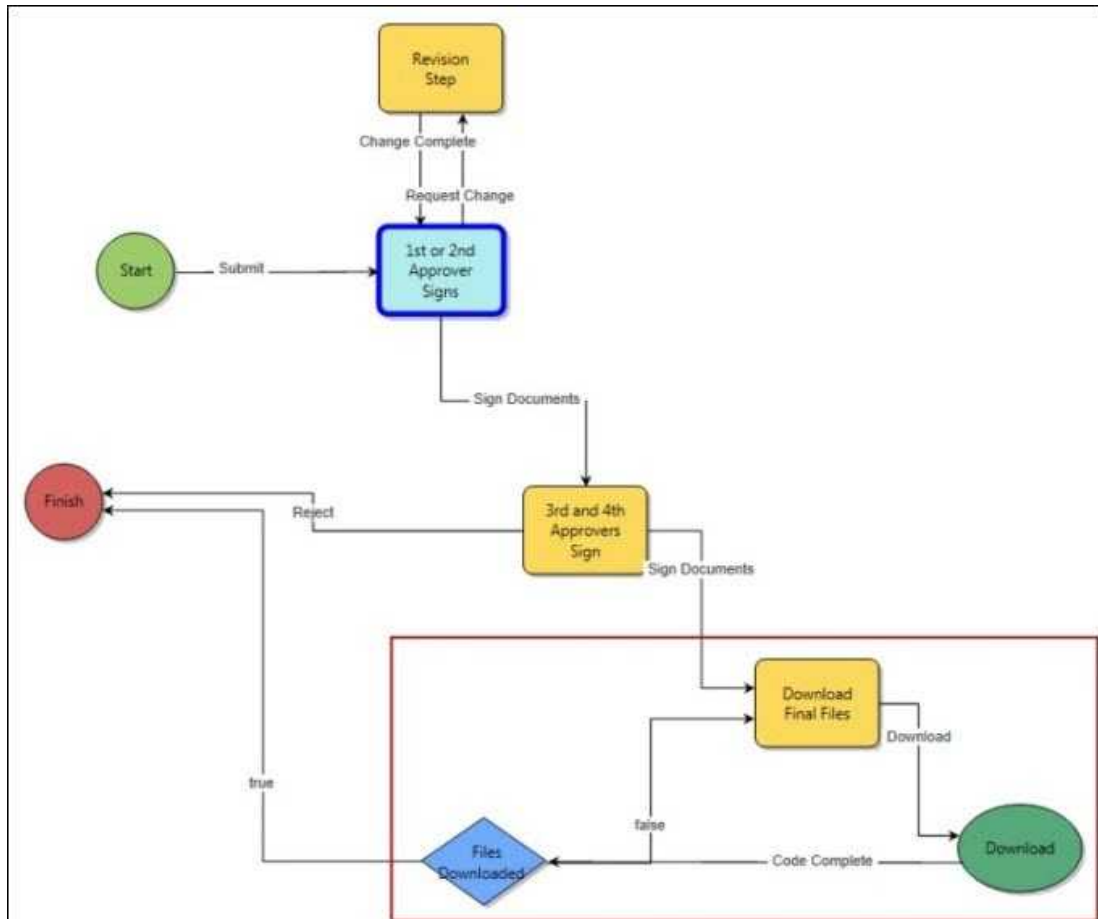 Revision
Step
Change Complete
Request Change
1st or 2nd
Approver
Signs
Start
Submit
Sign Documents
Finish
Reject
3rd and 4th
Approvers
Sign
Sign Documents
Download
Final Files
Download
true
false
Files
Downloaded
Code Complete
Download